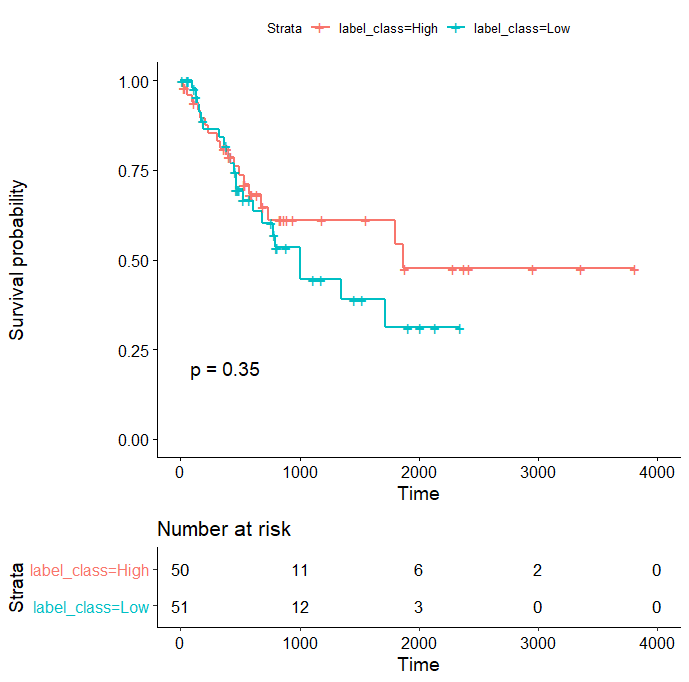 Strata label_class=High label_class=Low
Survival probability
1.00
0.75
0.50
0.25
0.00
p = 0.35
0 1000 2000 3000 4000
Time
Number at risk
Strata
label_class=High 50 11 6 2 0
label_class=Low 51 12 3 0 0
0 1000 2000 3000 4000
Time